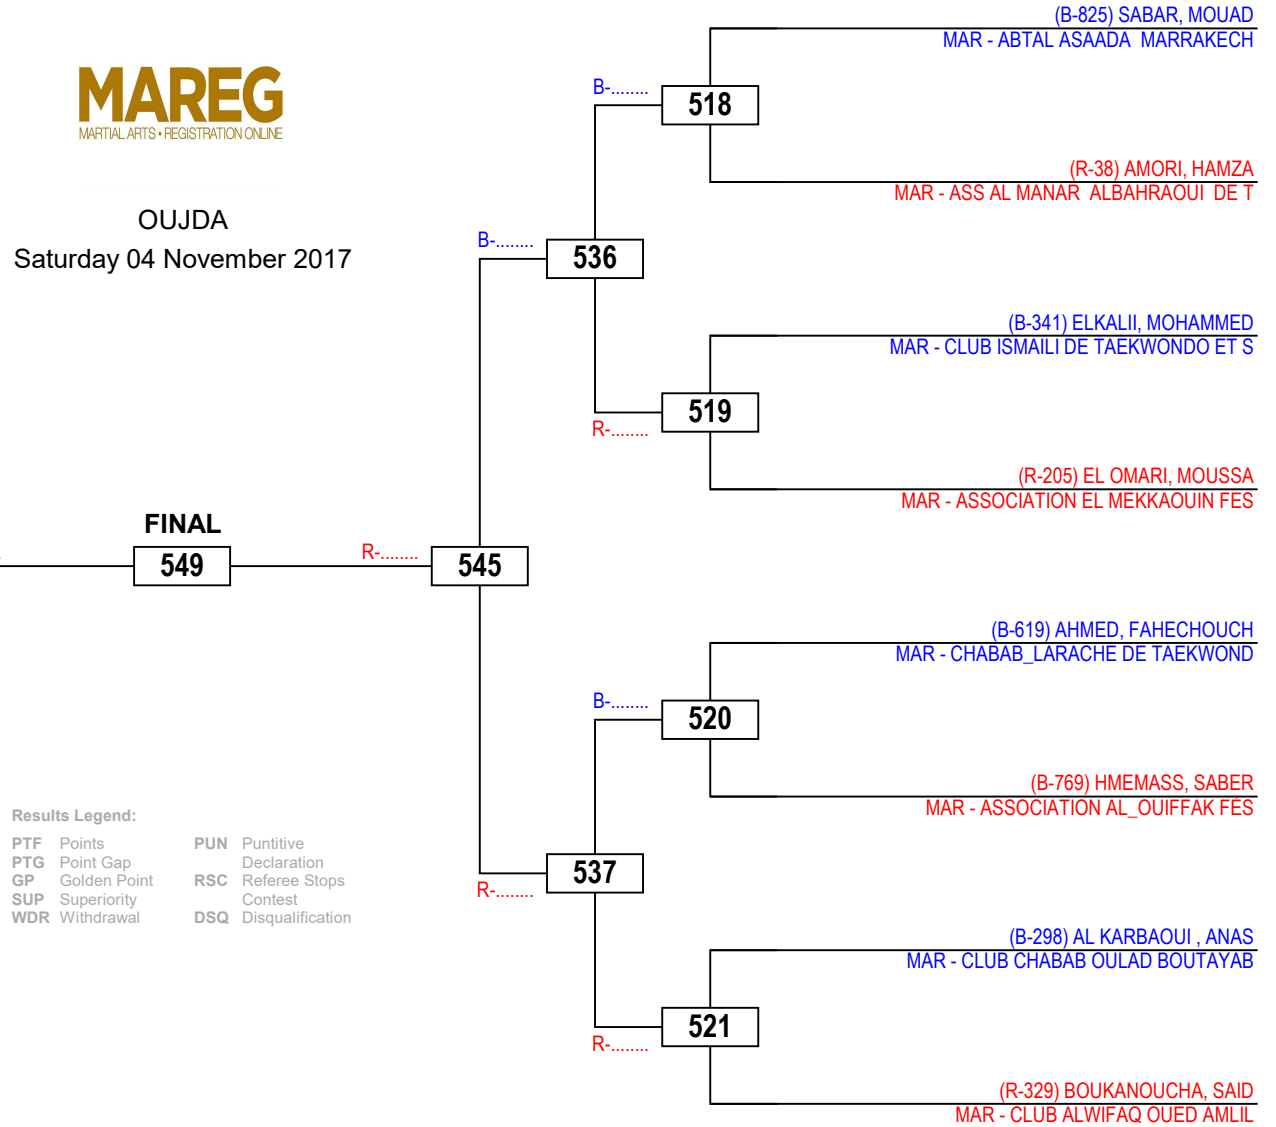 (B-825) SABAR, MOUAD
MAR - ABTAL ASAADA  MARRAKECH
MAREG
MARTIAL ARTS • REGISTRATION ONLINE
B-........
518
(R-38) AMORI, HAMZA
MAR - ASS AL MANAR  ALBAHRAOUI  DE T
OUJDA
Saturday 04 November 2017
B-........
536
(B-341) ELKALII, MOHAMMED
MAR - CLUB ISMAILI DE TAEKWONDO ET S
519
R-........
(R-205) EL OMARI, MOUSSA
MAR - ASSOCIATION EL MEKKAOUIN FES
FINAL
549
R-........
545
(B-619) AHMED, FAHECHOUCH
MAR - CHABAB_LARACHE DE TAEKWOND
B-........
520
(B-769) HMEMASS, SABER
MAR - ASSOCIATION AL_OUIFFAK FÈS
537
R-........
Results Legend:
PTF Points
PTG Point Gap
GP Golden Point
SUP Superiority
WDR Withdrawal
PUN Puntitive
Declaration
RSC Referee Stops
Contest
DSQ Disqualification
(B-298) AL KARBAOUI , ANAS
MAR - CLUB CHABAB OULAD BOUTAYAB
521
R-........
(R-329) BOUKANOUCHA, SAID
MAR - CLUB ALWIFAQ OUED AMLIL